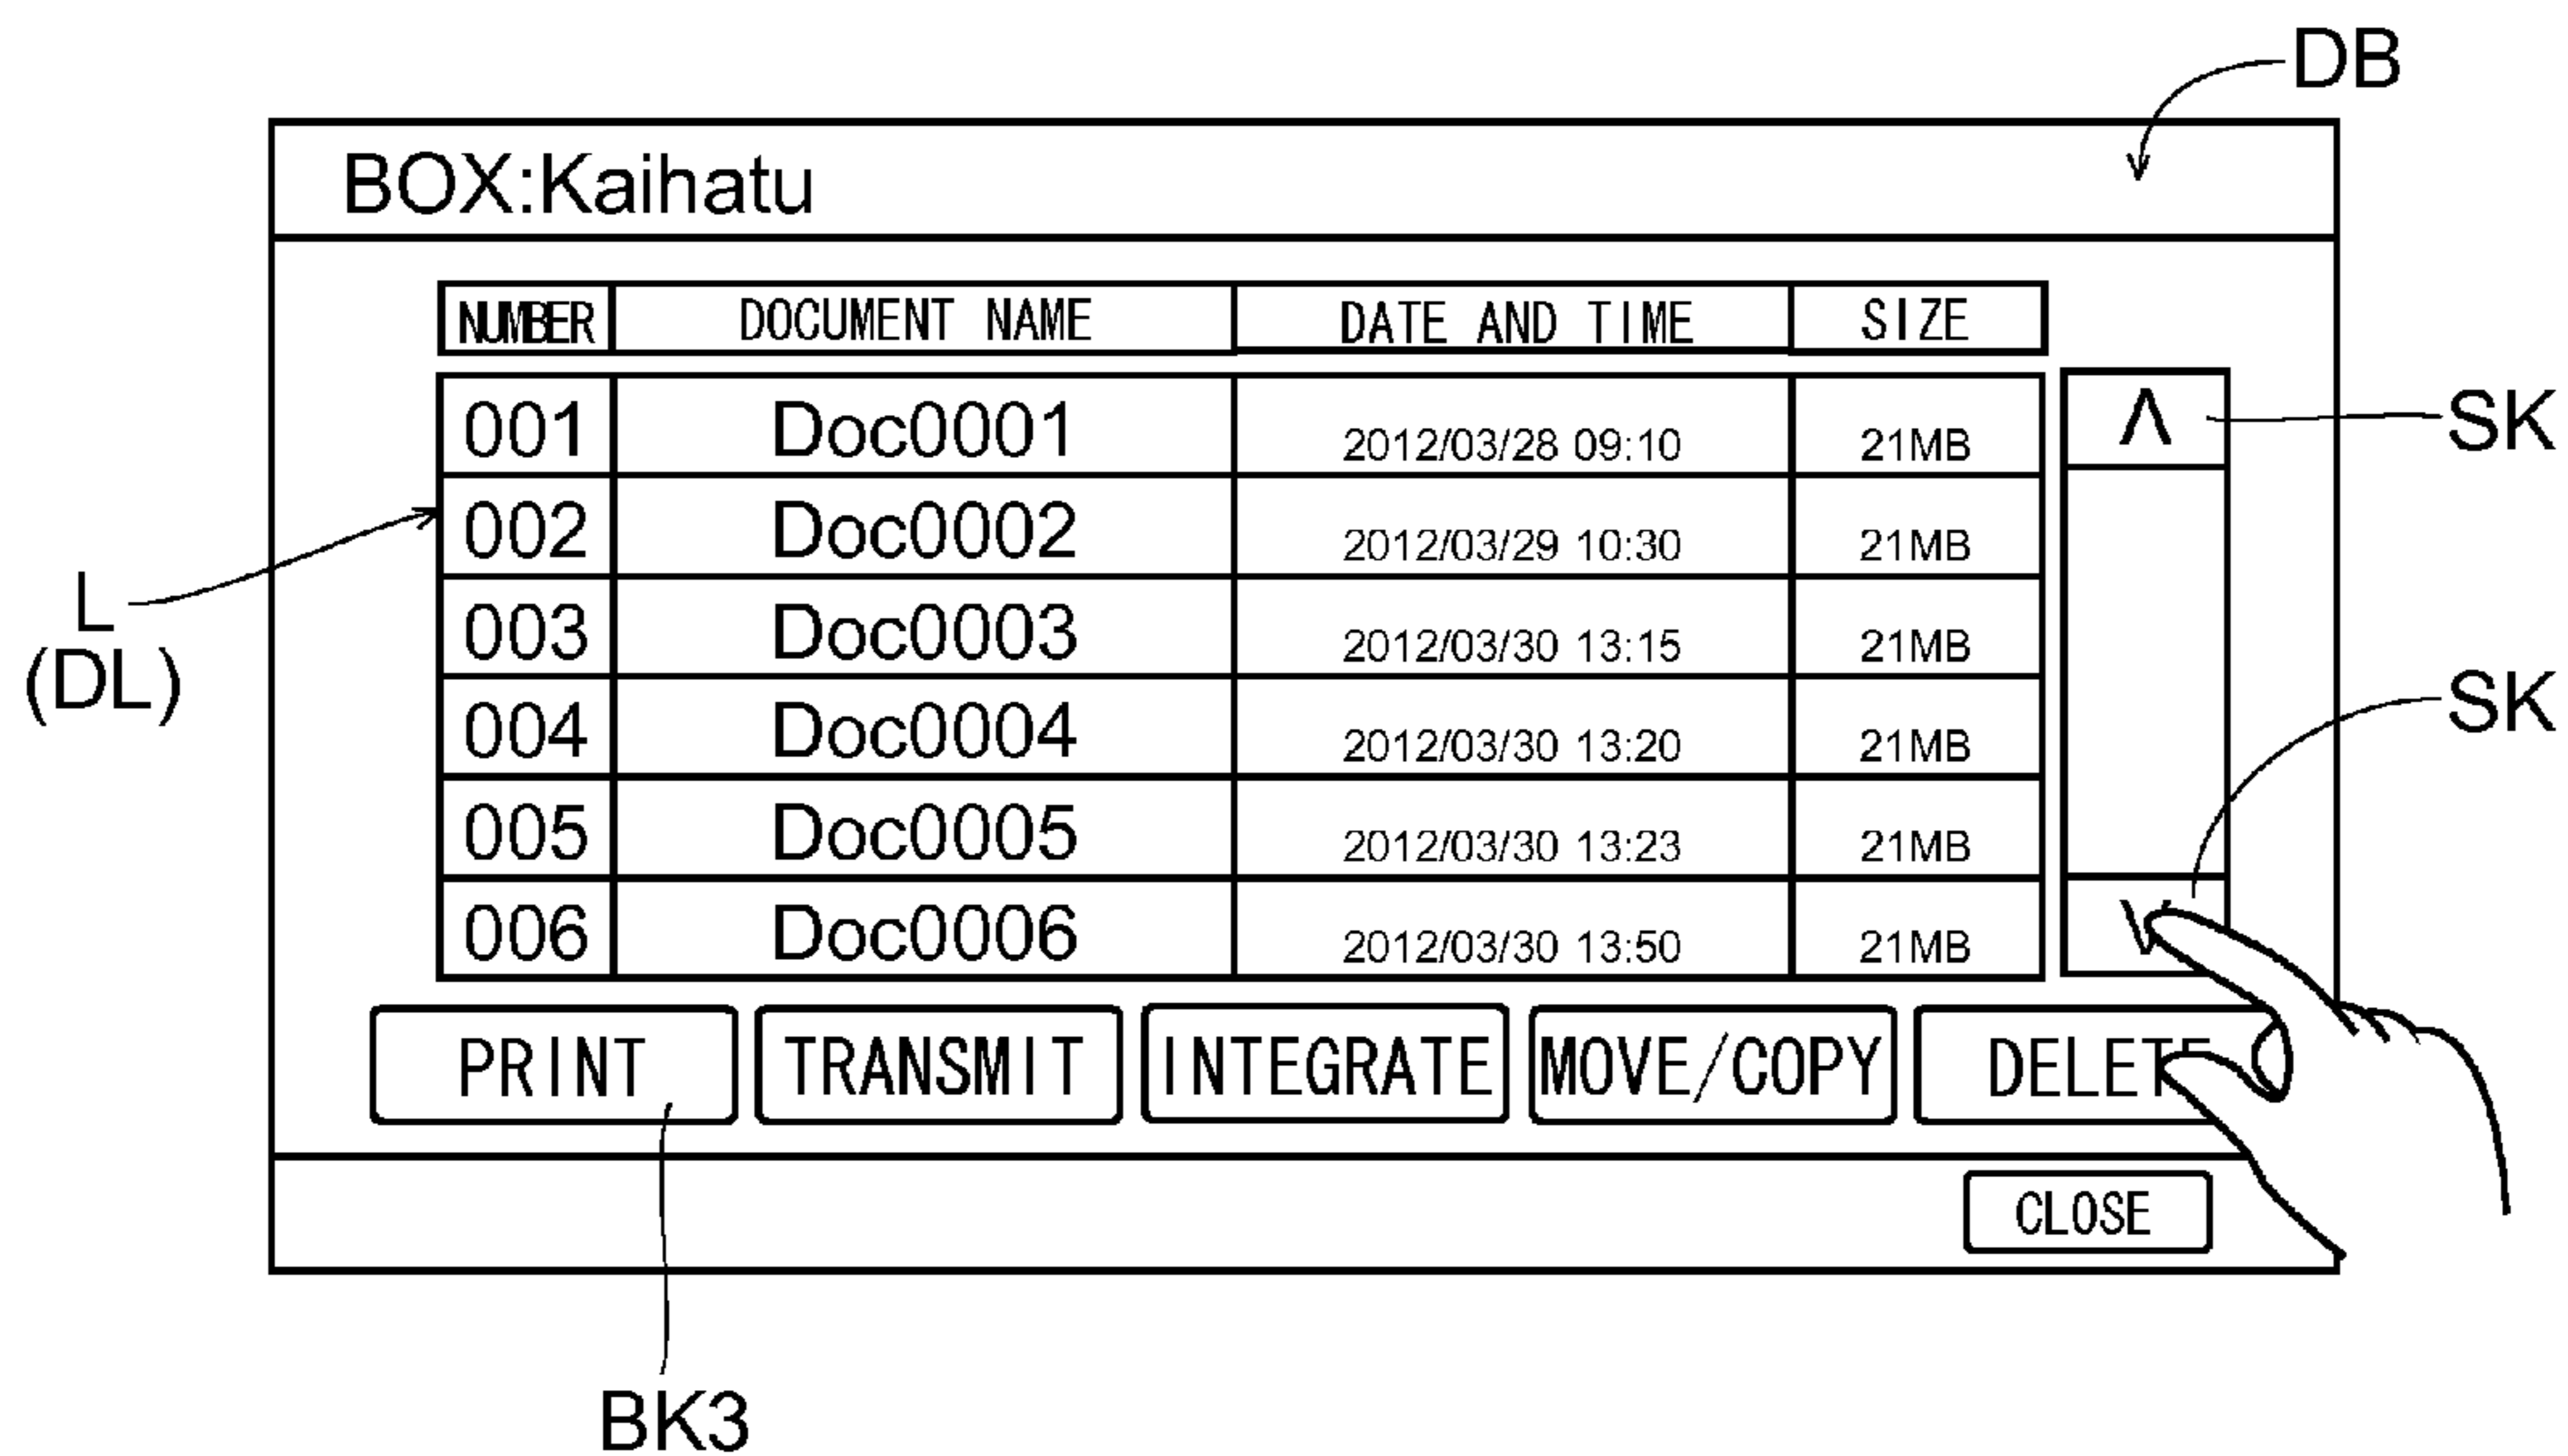 DB
BOX:Kaihatu
NUMBER DOCUMENT NAME DATE AND TIME SIZE
001 Doc0001 2012/03/28 09:10 21MB Λ SK
002 Doc0002 2012/03/29 10:30 21MB
L
(DL)
003 Doc0003 2012/03/30 13:15 21MB
004 Doc0004 2012/03/30 13:20 21MB SK
005 Doc0005 2012/03/30 13:23 21MB
006 Doc0006 2012/03/30 13:50 21MB V
PRINT TRANSMIT INTEGRATE MOVE/COPY DELETE
CLOSE
BK3